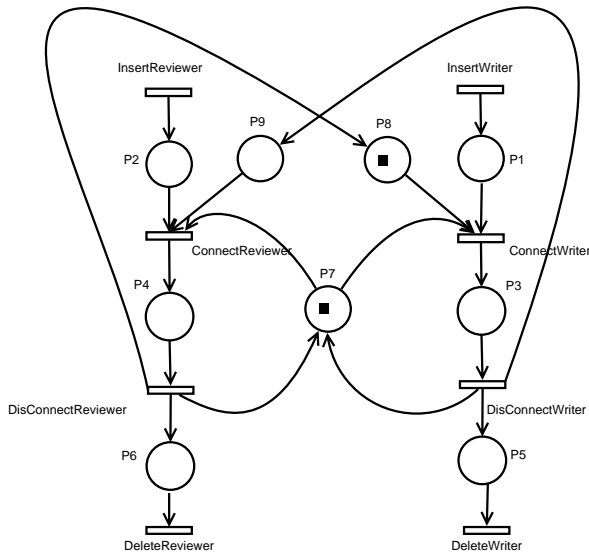 InsertReviewer
InsertWriter
P9
P8
P2
P1
ConnectReviewer
ConnectWriter
P7
P4
P3
DisConnectReviewer
DisConnectWriter
P6
P5
DeleteReviewer
DeleteWriter